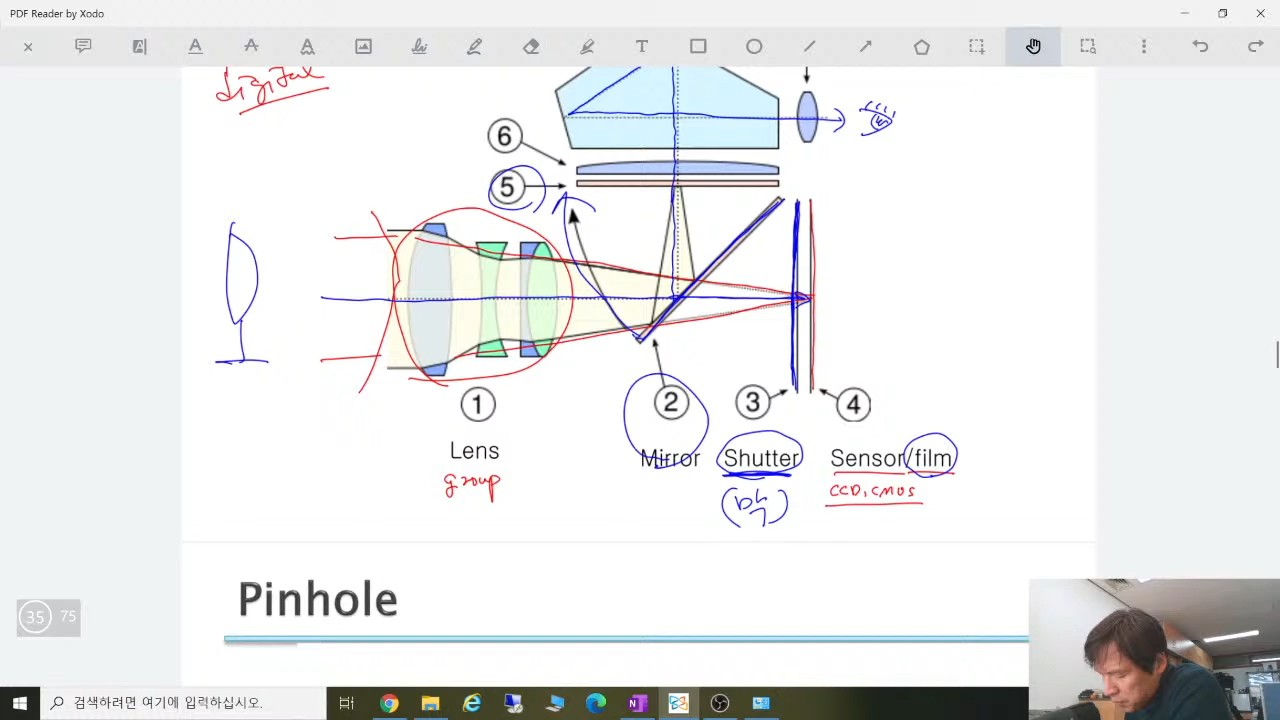 PDF Reader by Xodo
T
digital
6
5
1
2
3
4
Lens
Mirror
Shutter
Sensor/film
group
CCD, CMOS
Pinhole
35 75
검색하려면 여기에 입력하십시오.